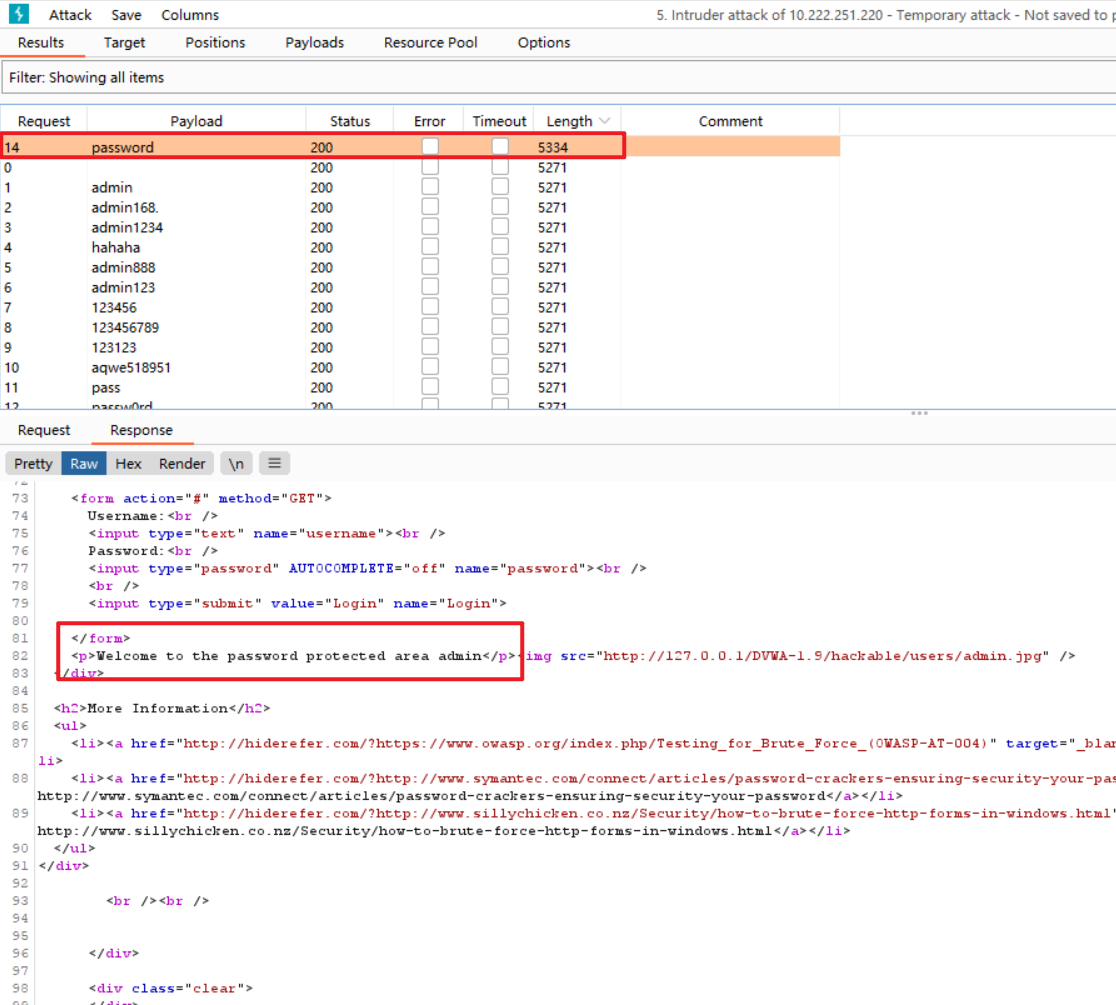 Attack Save Columns 5. Intruder attack of 10.222.251.220 - Temporary attack - Not saved to
Results Target Positions Payloads Resource Pool Options
Filter: Showing all items
Request Payload Status Error Timeout Length Comment
14 password 200 5334
0 200 5271
1 admin 200 5271
2 admin168. 200 5271
3 admin1234 200 5271
4 hahaha 200 5271
5 admin888 200 5271
6 admin123 200 5271
7 123456 200 5271
8 123456789 200 5271
9 123123 200 5271
10 aqwe518951 200 5271
11 pass 200 5271
12 passw0rd 200 5271
Request Response
Pretty Raw Hex Render \n
72
73 <form action="#" method="GET">
74 Username:<br />
75 <input type="text" name="username"><br />
76 Password:<br />
77 <input type="password" AUTOCOMPLETE="off" name="password"><br />
78 <br />
79 <input type="submit" value="Login" name="Login">
80
81 </form>
82 <p>Welcome to the password protected area admin</p><img src="http://127.0.0.1/DVWA-1.9/hackable/users/admin.jpg" />
83 </div>
84
85 <h2>More Information</h2>
86 <ul>
87 <li><a href="http://hiderefer.com/?https://www.owasp.org/index.php/Testing_for_Brute_Force_(OWASP-AT-004)" target="_blan
li>
88 <li><a href="http://hiderefer.com/?http://www.symantec.com/connect/articles/password-crackers-ensuring-security-your-pas
http://www.symantec.com/connect/articles/password-crackers-ensuring-security-your-password</a></li>
89 <li><a href="http://hiderefer.com/?http://www.sillychicken.co.nz/Security/how-to-brute-force-http-forms-in-windows.html"
http://www.sillychicken.co.nz/Security/how-to-brute-force-http-forms-in-windows.html</a></li>
90 </ul>
91 </div>
92
93 <br /><br />
94
95
96 </div>
97
98 <div class="clear">
99 </div>